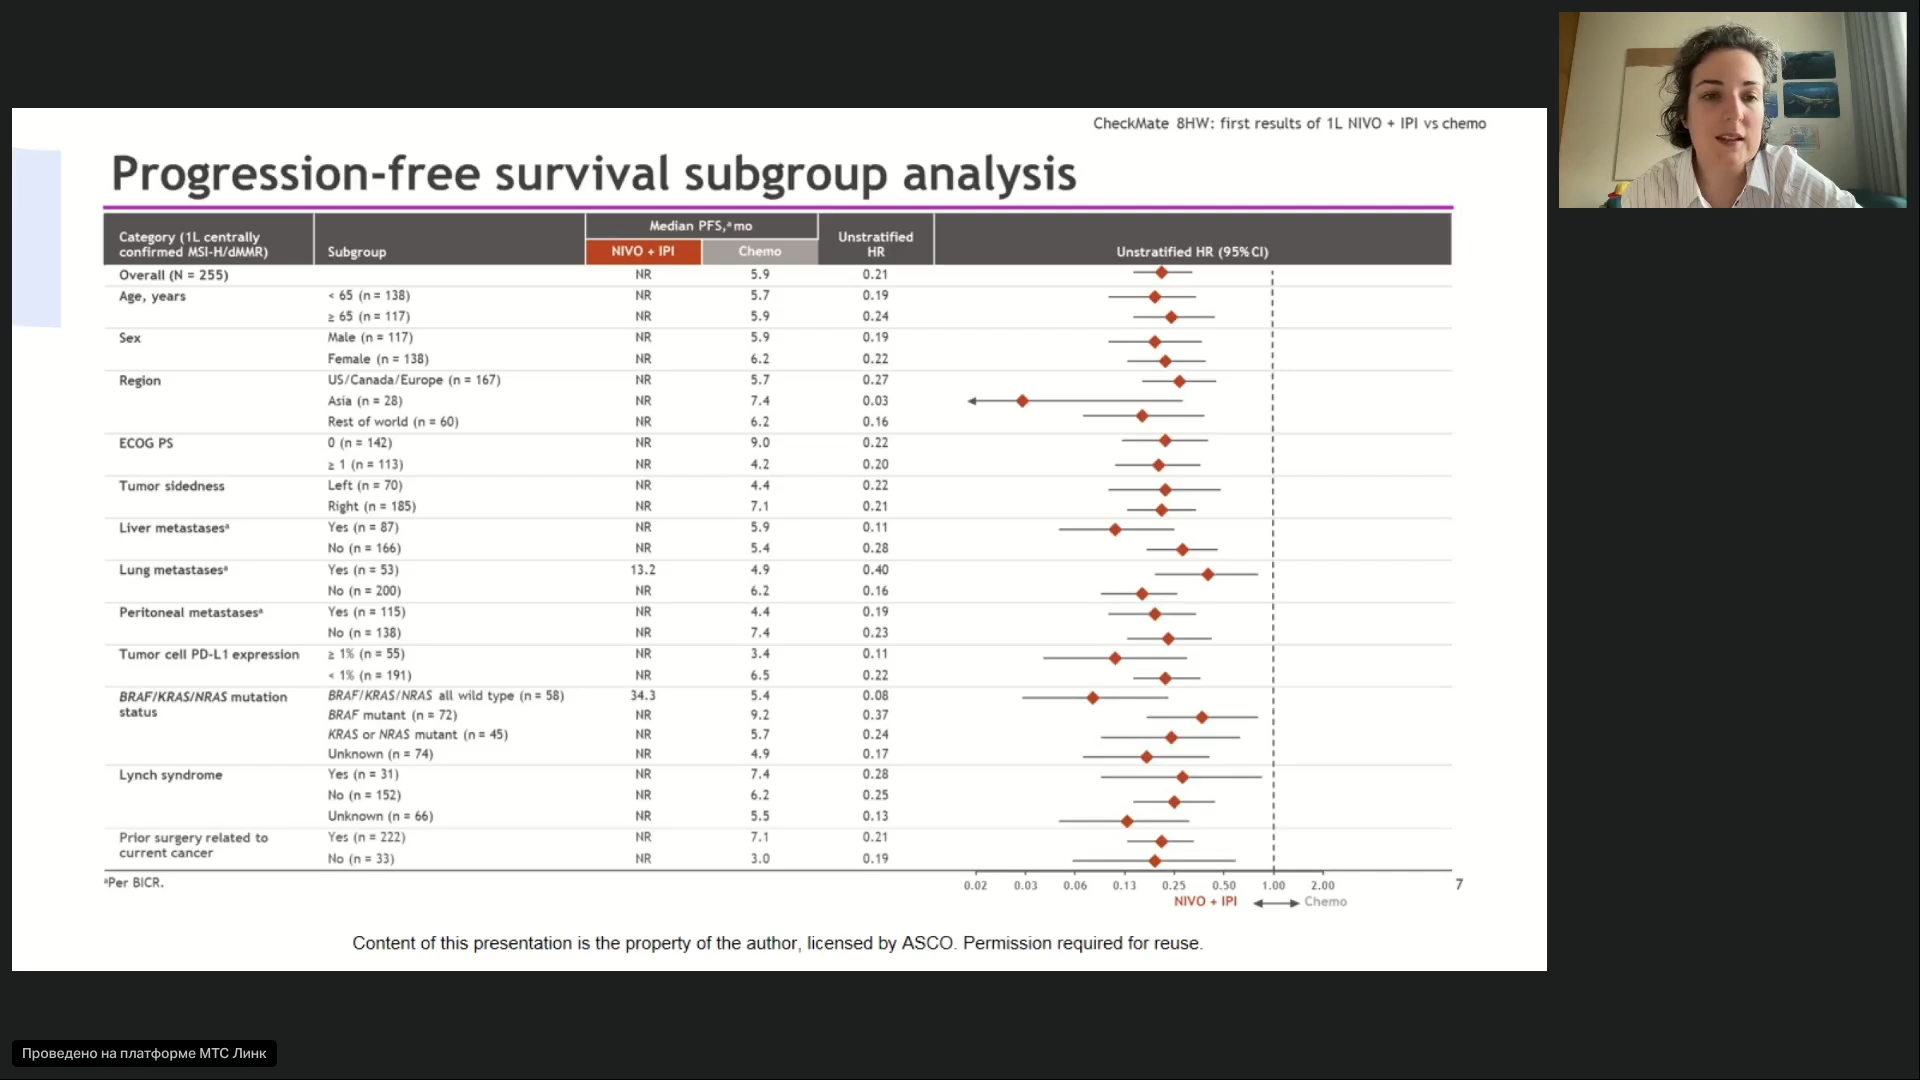 CheckMate 8HW: first results of 1L NIVO + IPI vs chemo
Progression-free survival subgroup analysis
Category (1L centrally confirmed MSI-H/dMMR) Subgroup Median PFS,ᵃ mo Unstratified HR Unstratified HR (95% CI)
NIVO + IPI Chemo
Overall (N = 255) NR 5.9 0.21
Age, years < 65 (n = 138) NR 5.7 0.19
≥ 65 (n = 117) NR 5.9 0.24
Sex Male (n = 117) NR 5.9 0.19
Female (n = 138) NR 6.2 0.22
Region US/Canada/Europe (n = 167) NR 5.7 0.27
Asia (n = 28) NR 7.4 0.03
Rest of world (n = 60) NR 6.2 0.16
ECOG PS 0 (n = 142) NR 9.0 0.22
≥ 1 (n = 113) NR 4.2 0.20
Tumor sidedness Left (n = 70) NR 4.4 0.22
Right (n = 185) NR 7.1 0.21
Liver metastasesᵃ Yes (n = 87) NR 5.9 0.11
No (n = 166) NR 5.4 0.28
Lung metastasesᵃ Yes (n = 53) 13.2 4.9 0.40
No (n = 200) NR 6.2 0.16
Peritoneal metastasesᵃ Yes (n = 115) NR 4.4 0.19
No (n = 138) NR 7.4 0.23
Tumor cell PD-L1 expression ≥ 1% (n = 55) NR 3.4 0.11
< 1% (n = 191) NR 6.5 0.22
BRAF/KRAS/NRAS mutation status BRAF/KRAS/NRAS all wild type (n = 58) 34.3 5.4 0.08
BRAF mutant (n = 72) NR 9.2 0.37
KRAS or NRAS mutant (n = 45) NR 5.7 0.24
Unknown (n = 74) NR 4.9 0.17
Lynch syndrome Yes (n = 31) NR 7.4 0.28
No (n = 152) NR 6.2 0.25
Unknown (n = 66) NR 5.5 0.13
Prior surgery related to current cancer Yes (n = 222) NR 7.1 0.21
No (n = 33) NR 3.0 0.19
ᵃPer BICR.
0.02 0.03 0.06 0.13 0.25 0.50 1.00 2.00
7
NIVO + IPI Chemo
Content of this presentation is the property of the author, licensed by ASCO. Permission required for reuse.
Проведено на платформе МТС Линк